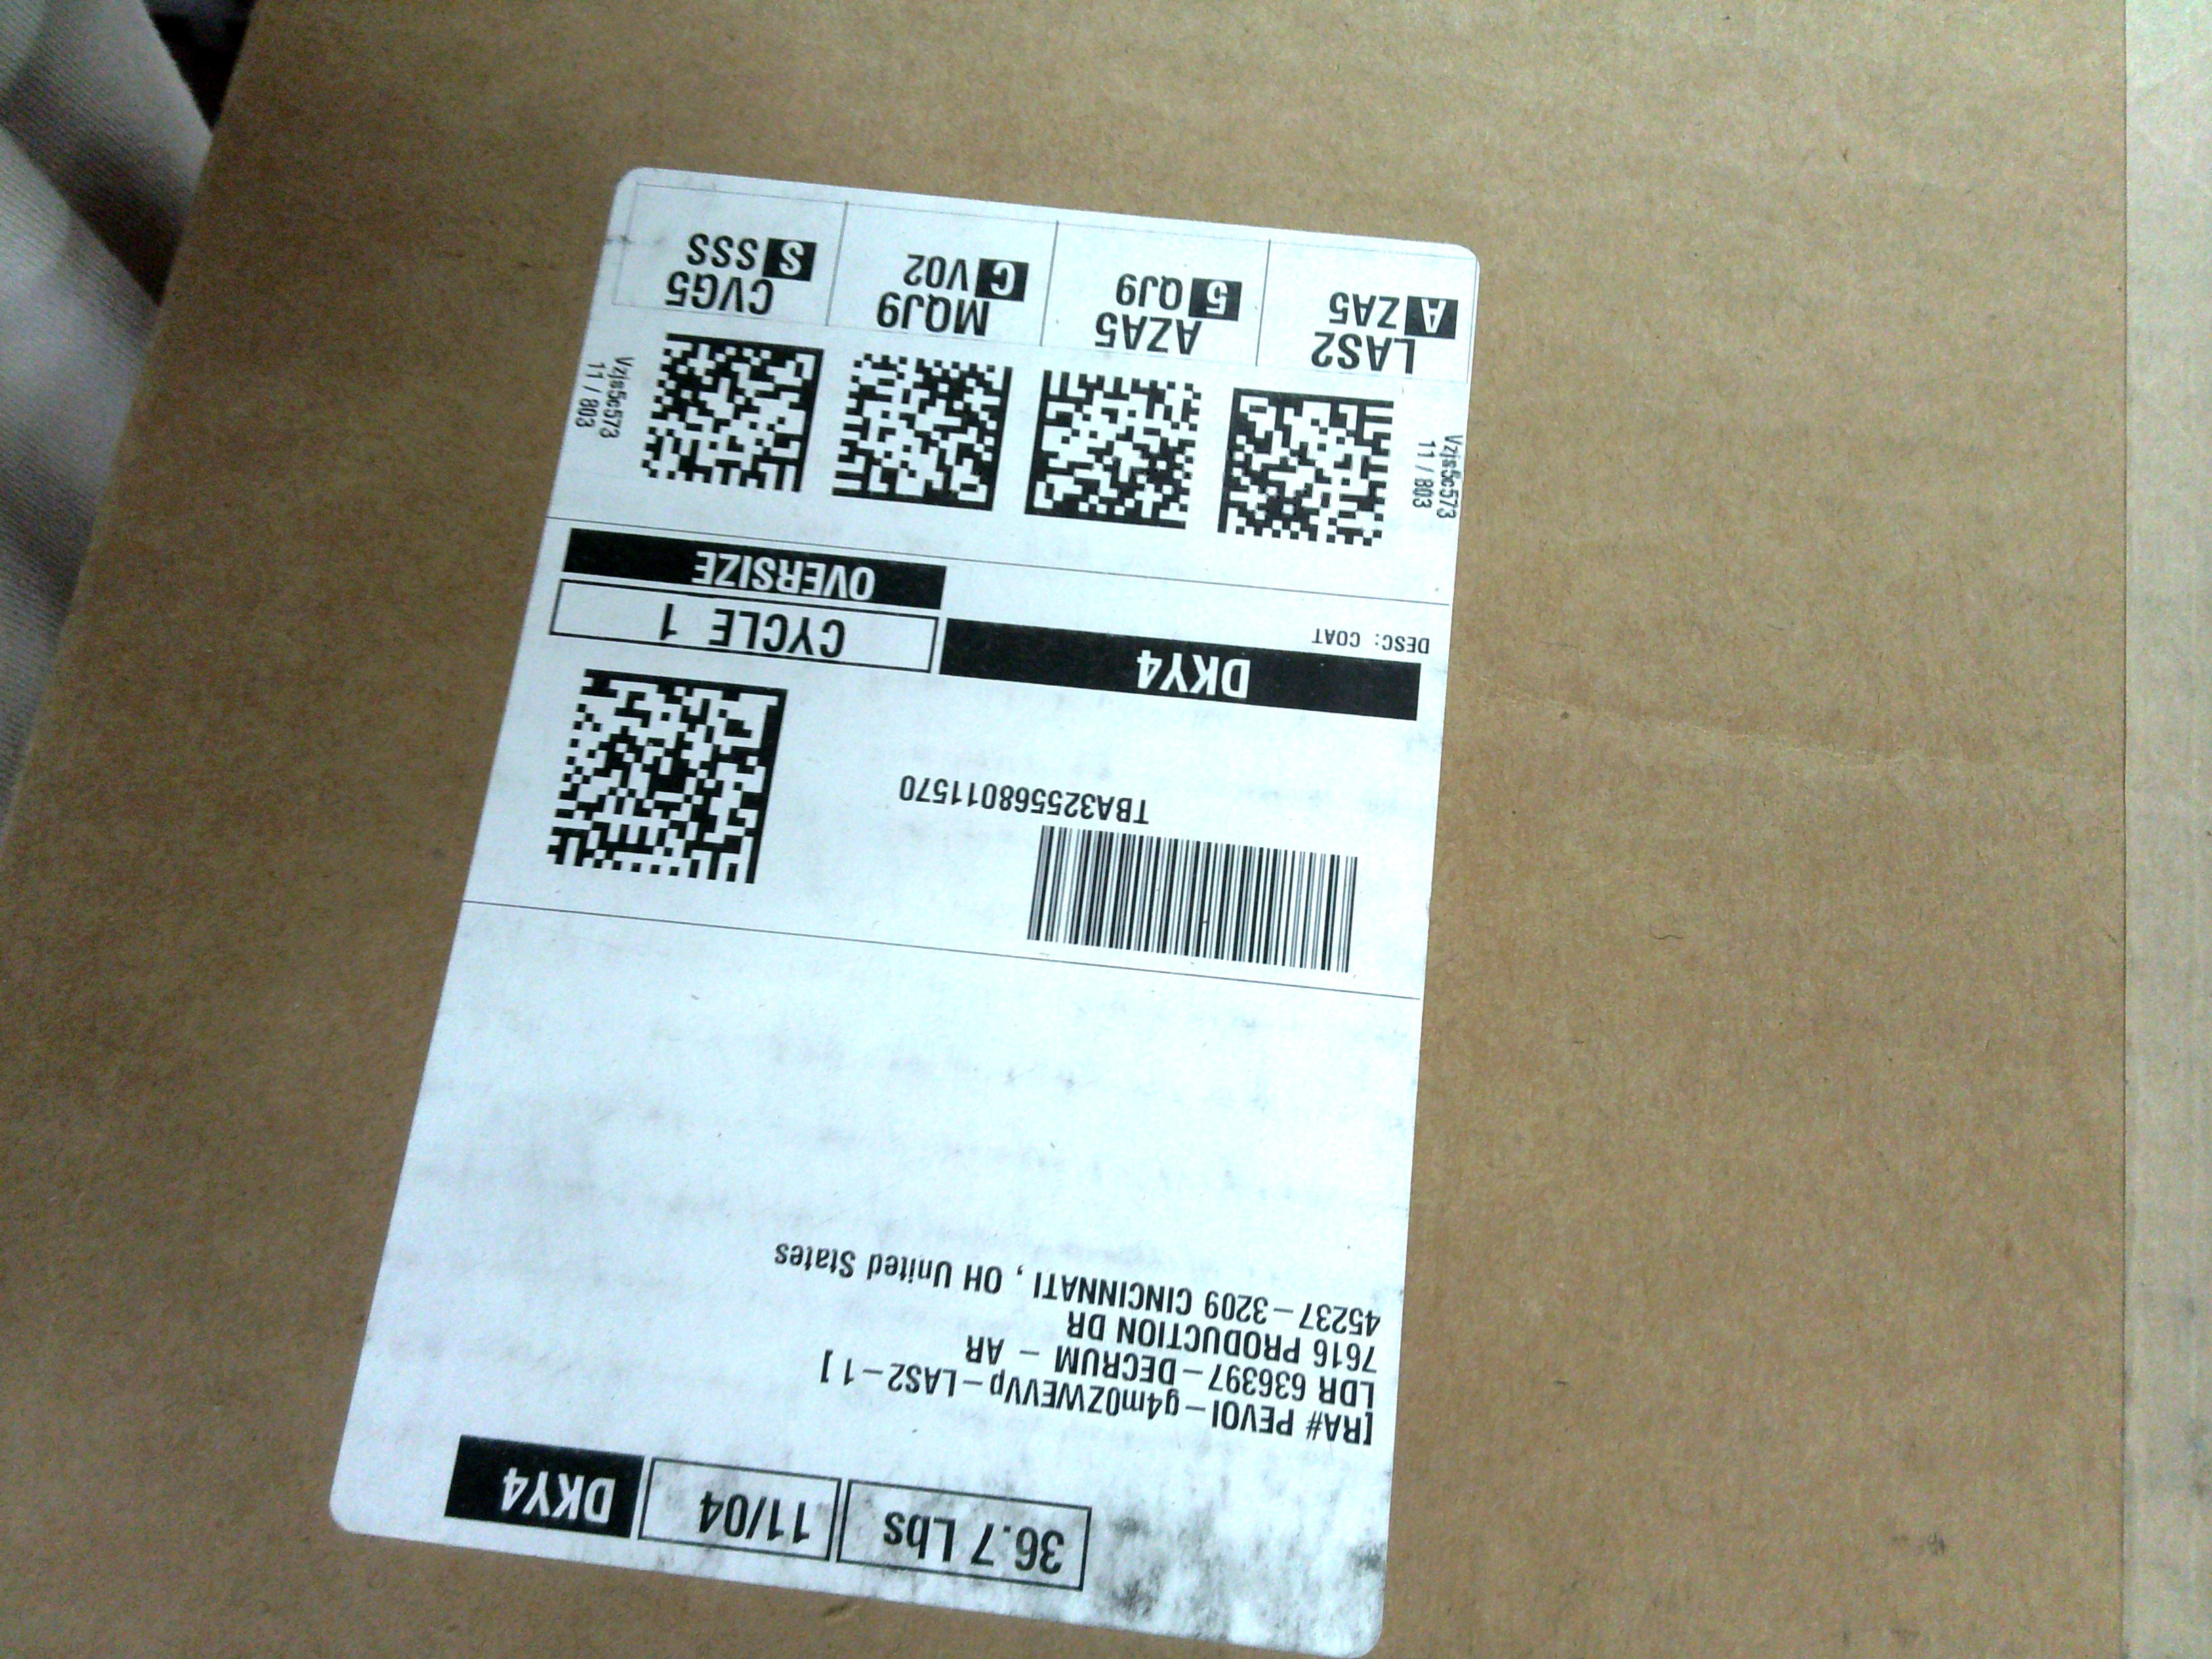 36.7 Lbs
11/04
DKY4
[RA# PEVOI-g4m0ZWEVVp-LAS2-1]
LDR 636397-DECRUM - AR
7616 PRODUCTION DR
45237-3209 CINCINNATI , OH United States
TBA325568011570
DKY4
CYCLE 1
DESC: COAT
OVERSIZE
Vzjs5c573
11 / 803
Vzjs5c573
11 / 803
LAS2
A ZA5
AZA5
5 QJ9
MQJ9
C V02
CVG5
S SSS